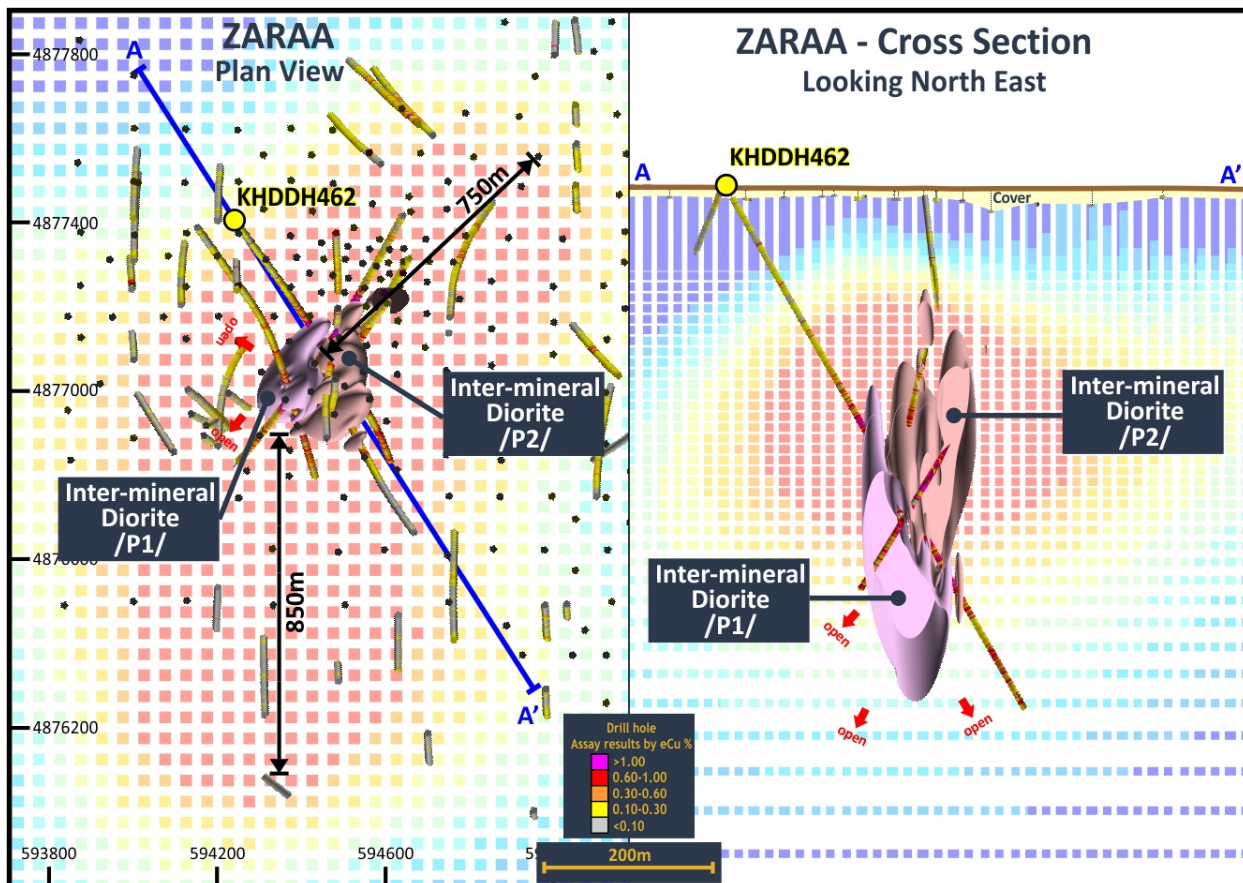 ZARAA
Plan View
A
4877800
KHDDH462
750m
4877400
open
4877000
open
Inter-mineral
Diorite
/P2/
Inter-mineral
Diorite
/P1/
850m
A'
4876200
593800
594200
594600
Drill hole
Assay results by eCu %
>1.00
0.60-1.00
0.30-0.60
0.10-0.30
<0.10
200m
ZARAA - Cross Section
Looking North East
A
KHDDH462
A'
Cover
Inter-mineral
Diorite
/P2/
Inter-mineral
Diorite
/P1/
open
open
open